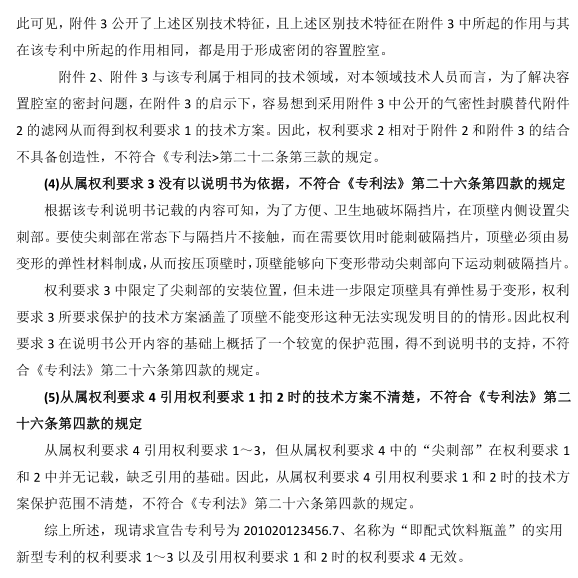 此可见，附件 3 公开了上述区别技术特征，且上述区别技术特征在附件 3 中所起的作用与其
在该专利中所起的作用相同，都是用于形成密闭的容置腔室。
附件 2、附件 3 与该专利属于相同的技术领域，对本领域技术人员而言，为了解决容
置腔室的密封问题，在附件 3 的启示下，容易想到采用附件 3 中公开的气密性封膜替代附件
2 的滤网从而得到权利要求 1 的技术方案。因此，权利要求 2 相对于附件 2 和附件 3 的结合
不具备创造性，不符合《专利法>第二十二条第三款的规定。
(4)从属权利要求 3 没有以说明书为依据，不符合《专利法》第二十六条第四款的规定
根据该专利说明书记载的内容可知，为了方便、卫生地破坏隔挡片，在顶壁内侧设置尖
刺部。要使尖刺部在常态下与隔挡片不接触，而在需要饮用时能刺破隔挡片，顶壁必须由易
变形的弹性材料制成，从而按压顶壁时，顶壁能够向下变形带动尖刺部向下运动刺破隔挡片。
权利要求 3 中限定了尖刺部的安装位置，但未进一步限定顶壁具有弹性易于变形，权利
要求 3 所要求保护的技术方案涵盖了顶壁不能变形这种无法实现发明目的的情形。因此权利
要求 3 在说明书公开内容的基础上概括了一个较宽的保护范围，得不到说明书的支持，不符
合《专利法》第二十六条第四款的规定。
(5)从属权利要求 4 引用权利要求 1 扣 2 时的技术方案不清楚，不符合《专利法》第二
十六条第四款的规定
从属权利要求 4 引用权利要求 1～3，但从属权利要求 4 中的“尖刺部”在权利要求 1
和 2 中并无记载，缺乏引用的基础。因此，从属权利要求 4 引用权利要求 1 和 2 时的技术方
案保护范围不清楚，不符合《专利法》第二十六条第四款的规定。
综上所述，现请求宣告专利号为 201020123456.7、名称为“即配式饮料瓶盖”的实用
新型专利的权利要求 1～3 以及引用权利要求 1 和 2 时的权利要求 4 无效。